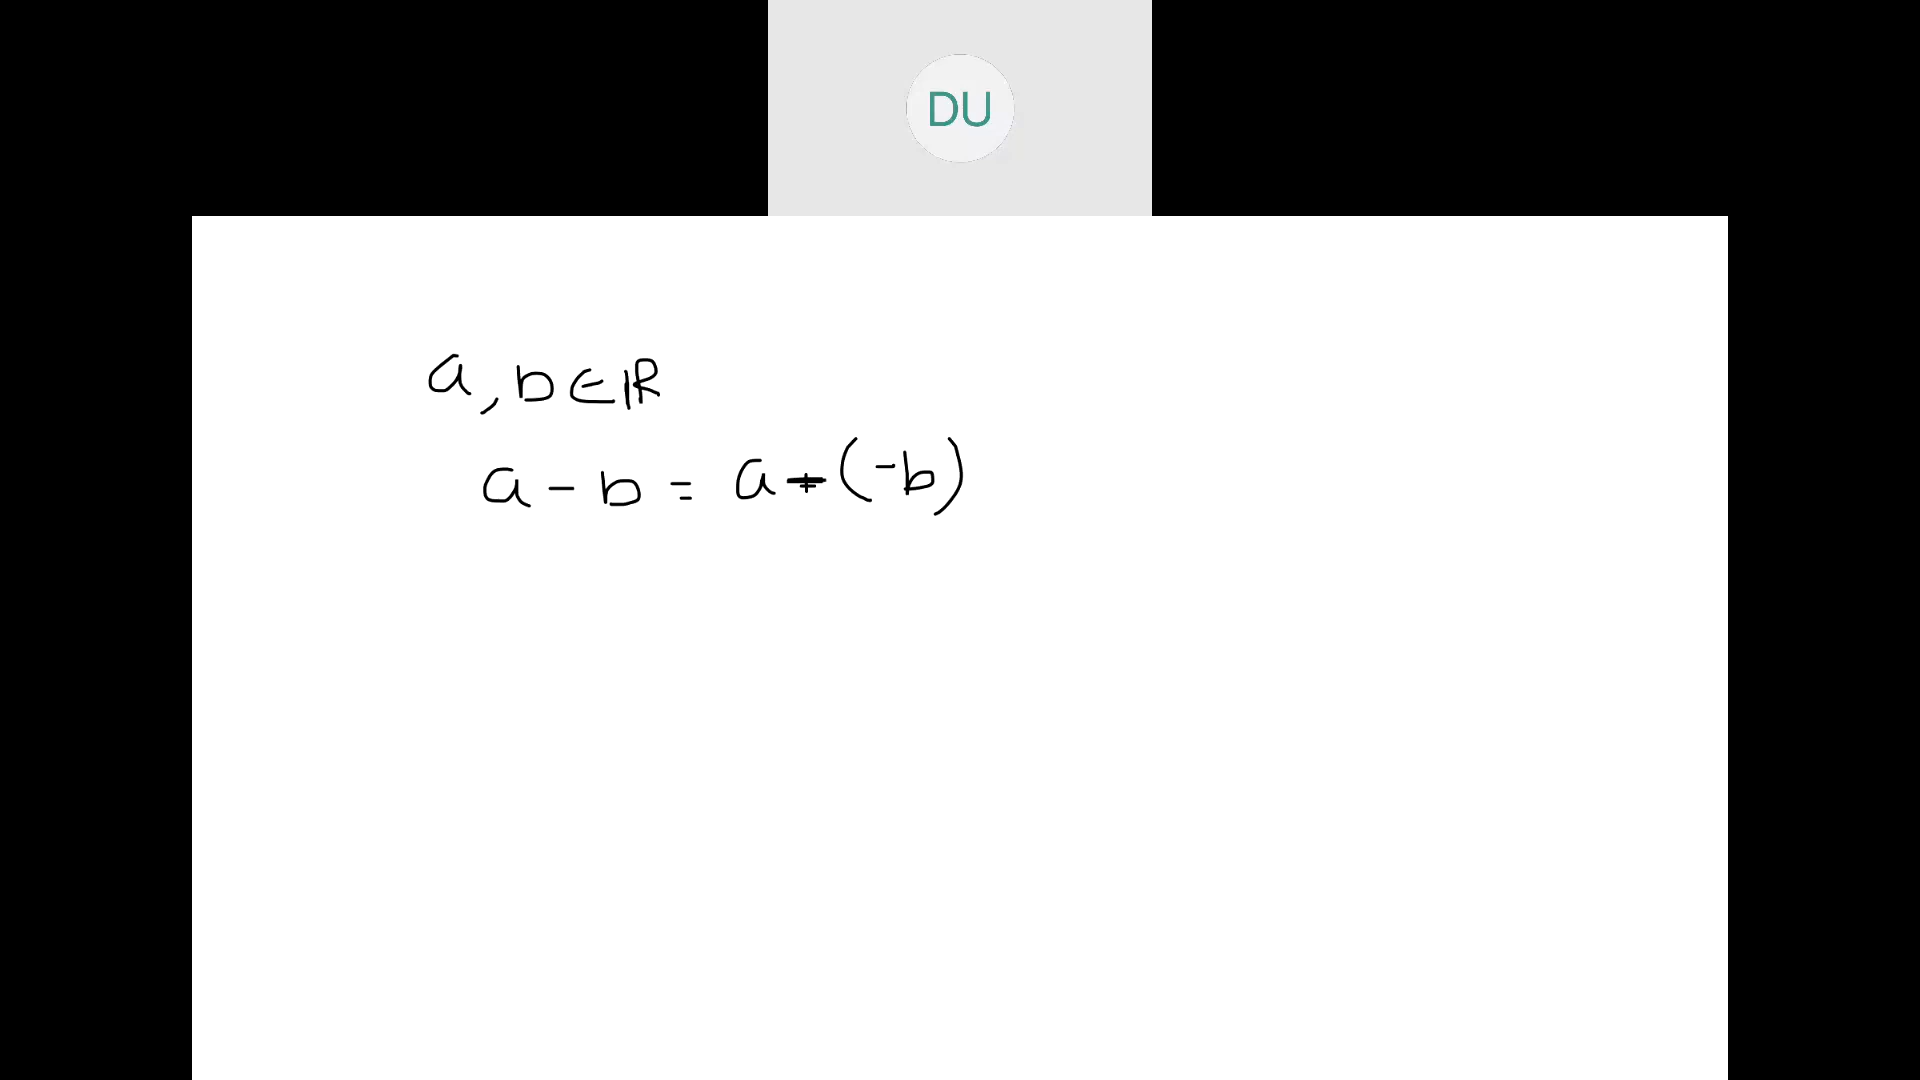 DU
a, b ∈ ℝ
a - b = a + (-b)